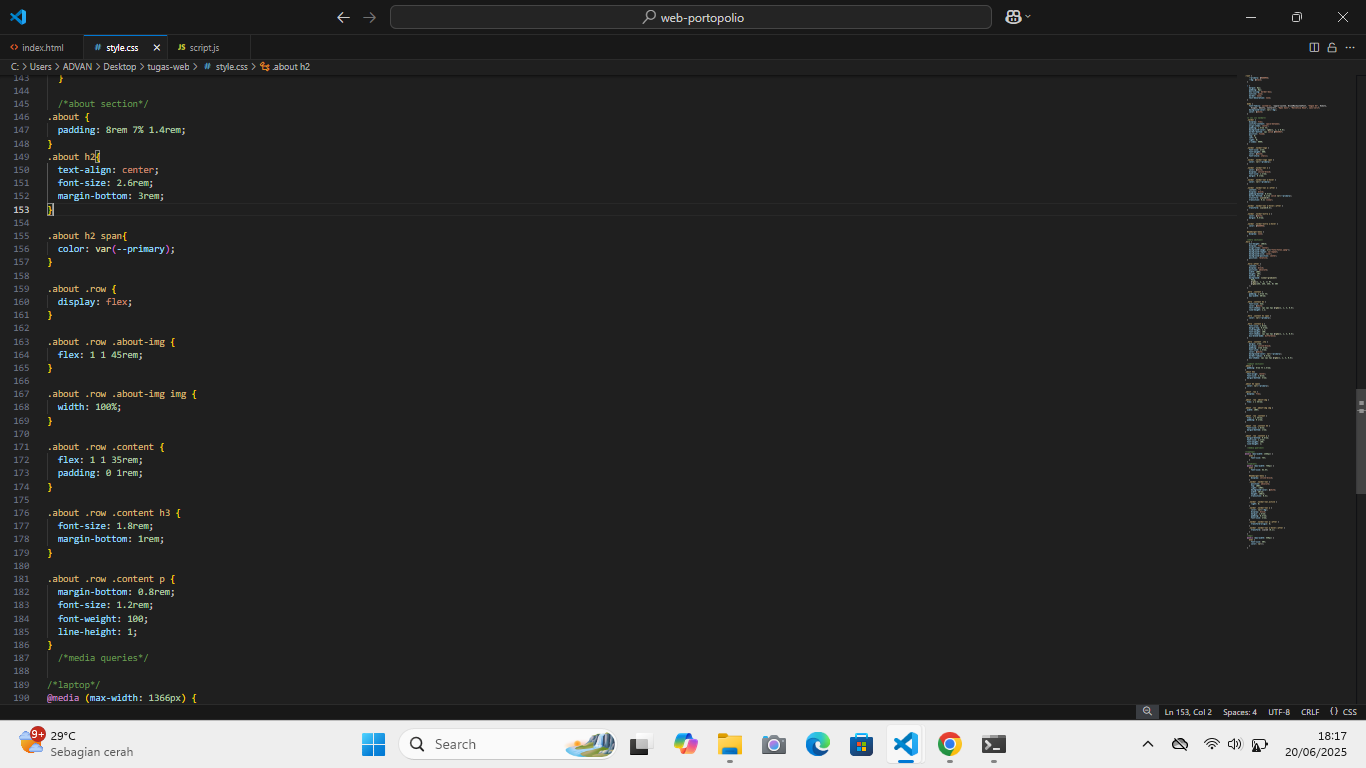 web-portopolio
index.html
# style.css
JS script.js
C: > Users > ADVAN > Desktop > tugas-web > # style.css > .about h2
143 }
144
145 /*about section*/
146 .about {
147 padding: 8rem 7% 1.4rem;
148 }
149 .about h2{
150 text-align: center;
151 font-size: 2.6rem;
152 margin-bottom: 3rem;
153 }
154
155 .about h2 span{
156 color: var(--primary);
157 }
158
159 .about .row {
160 display: flex;
161 }
162
163 .about .row .about-img {
164 flex: 1 1 45rem;
165 }
166
167 .about .row .about-img img {
168 width: 100%;
169 }
170
171 .about .row .content {
172 flex: 1 1 35rem;
173 padding: 0 1rem;
174 }
175
176 .about .row .content h3 {
177 font-size: 1.8rem;
178 margin-bottom: 1rem;
179 }
180
181 .about .row .content p {
182 margin-bottom: 0.8rem;
183 font-size: 1.2rem;
184 font-weight: 100;
185 line-height: 1;
186 }
187 /*media queries*/
188
189 /*laptop*/
190 @media (max-width: 1366px) {
Ln 153, Col 2 Spaces: 4 UTF-8 CRLF {} CSS
9+
29°C
Sebagian cerah
Search
18:17
20/06/2025